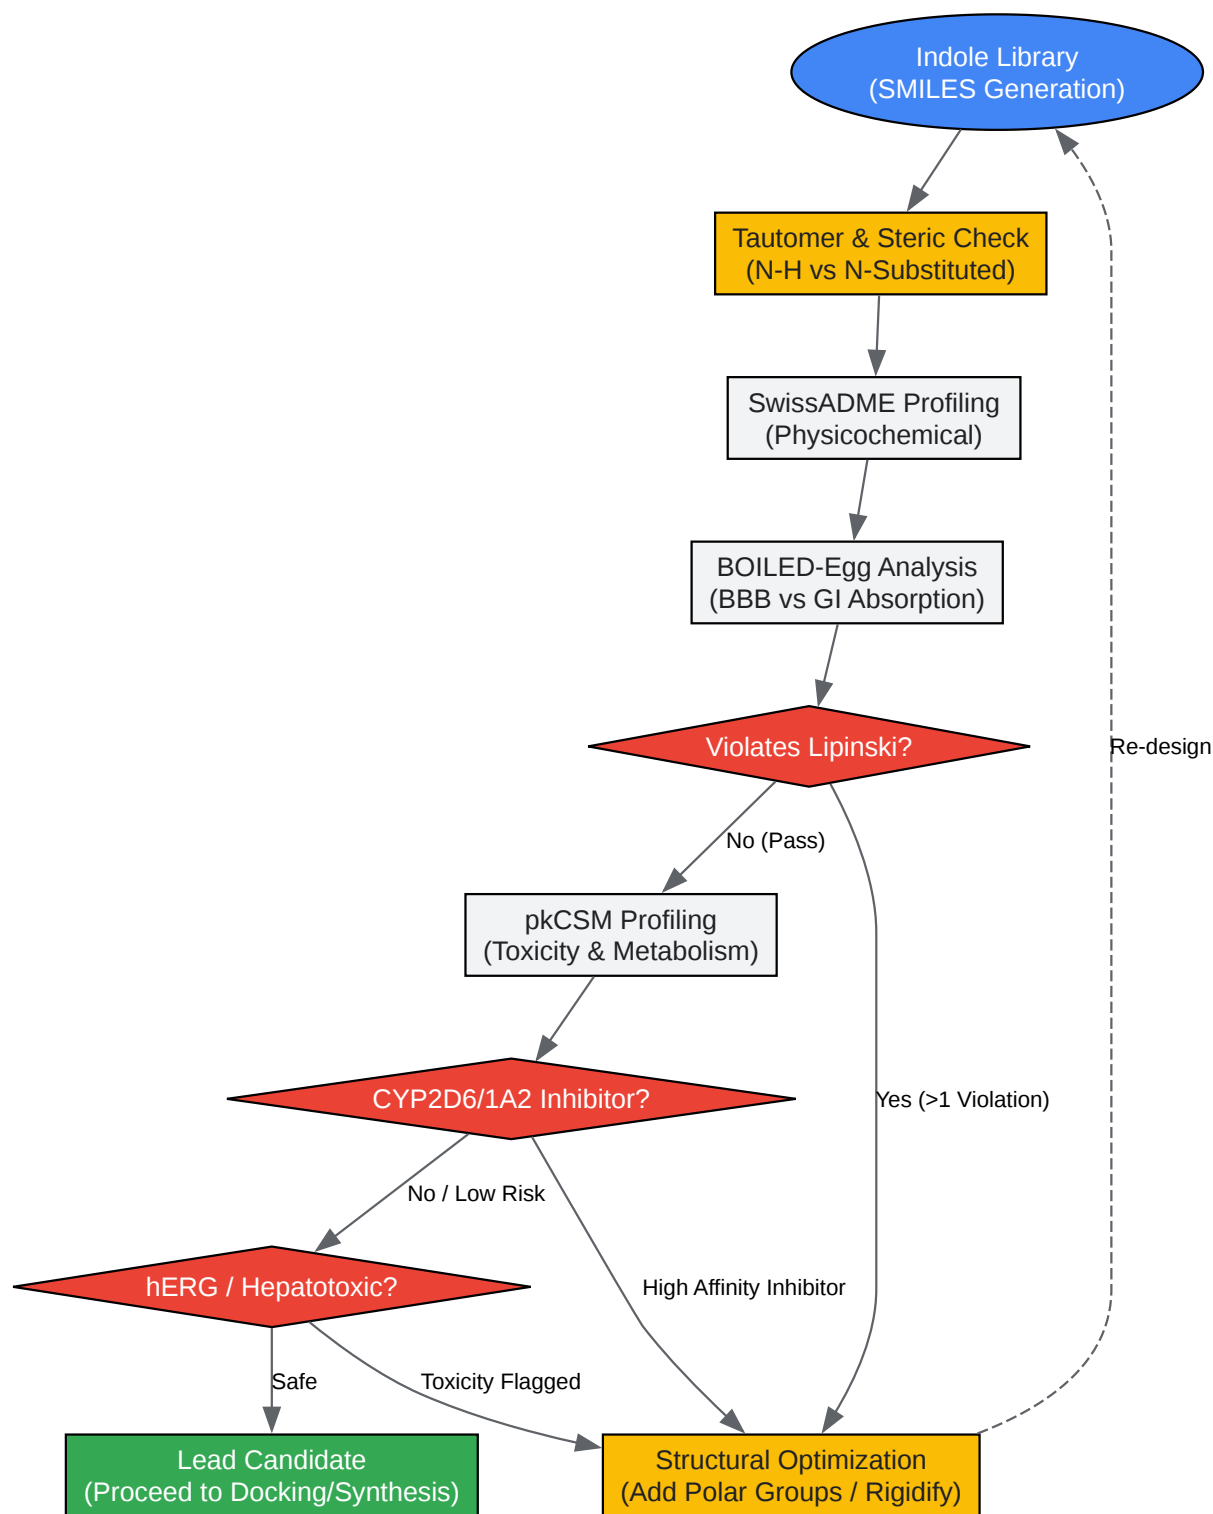 Indole Library
(SMILES Generation)
Tautomer & Steric Check
(N-H vs N-Substituted)
SwissADME Profiling
(Physicochemical)
BOILED-Egg Analysis
(BBB vs GI Absorption)
Violates Lipinski?
Re-design
No (Pass)
pkCSM Profiling
(Toxicity & Metabolism)
CYP2D6/1A2 Inhibitor?
Yes (>1 Violation)
No / Low Risk
hERG / Hepatotoxic?
High Affinity Inhibitor
Safe
Toxicity Flagged
Lead Candidate
(Proceed to Docking/Synthesis)
Structural Optimization
(Add Polar Groups / Rigidify)